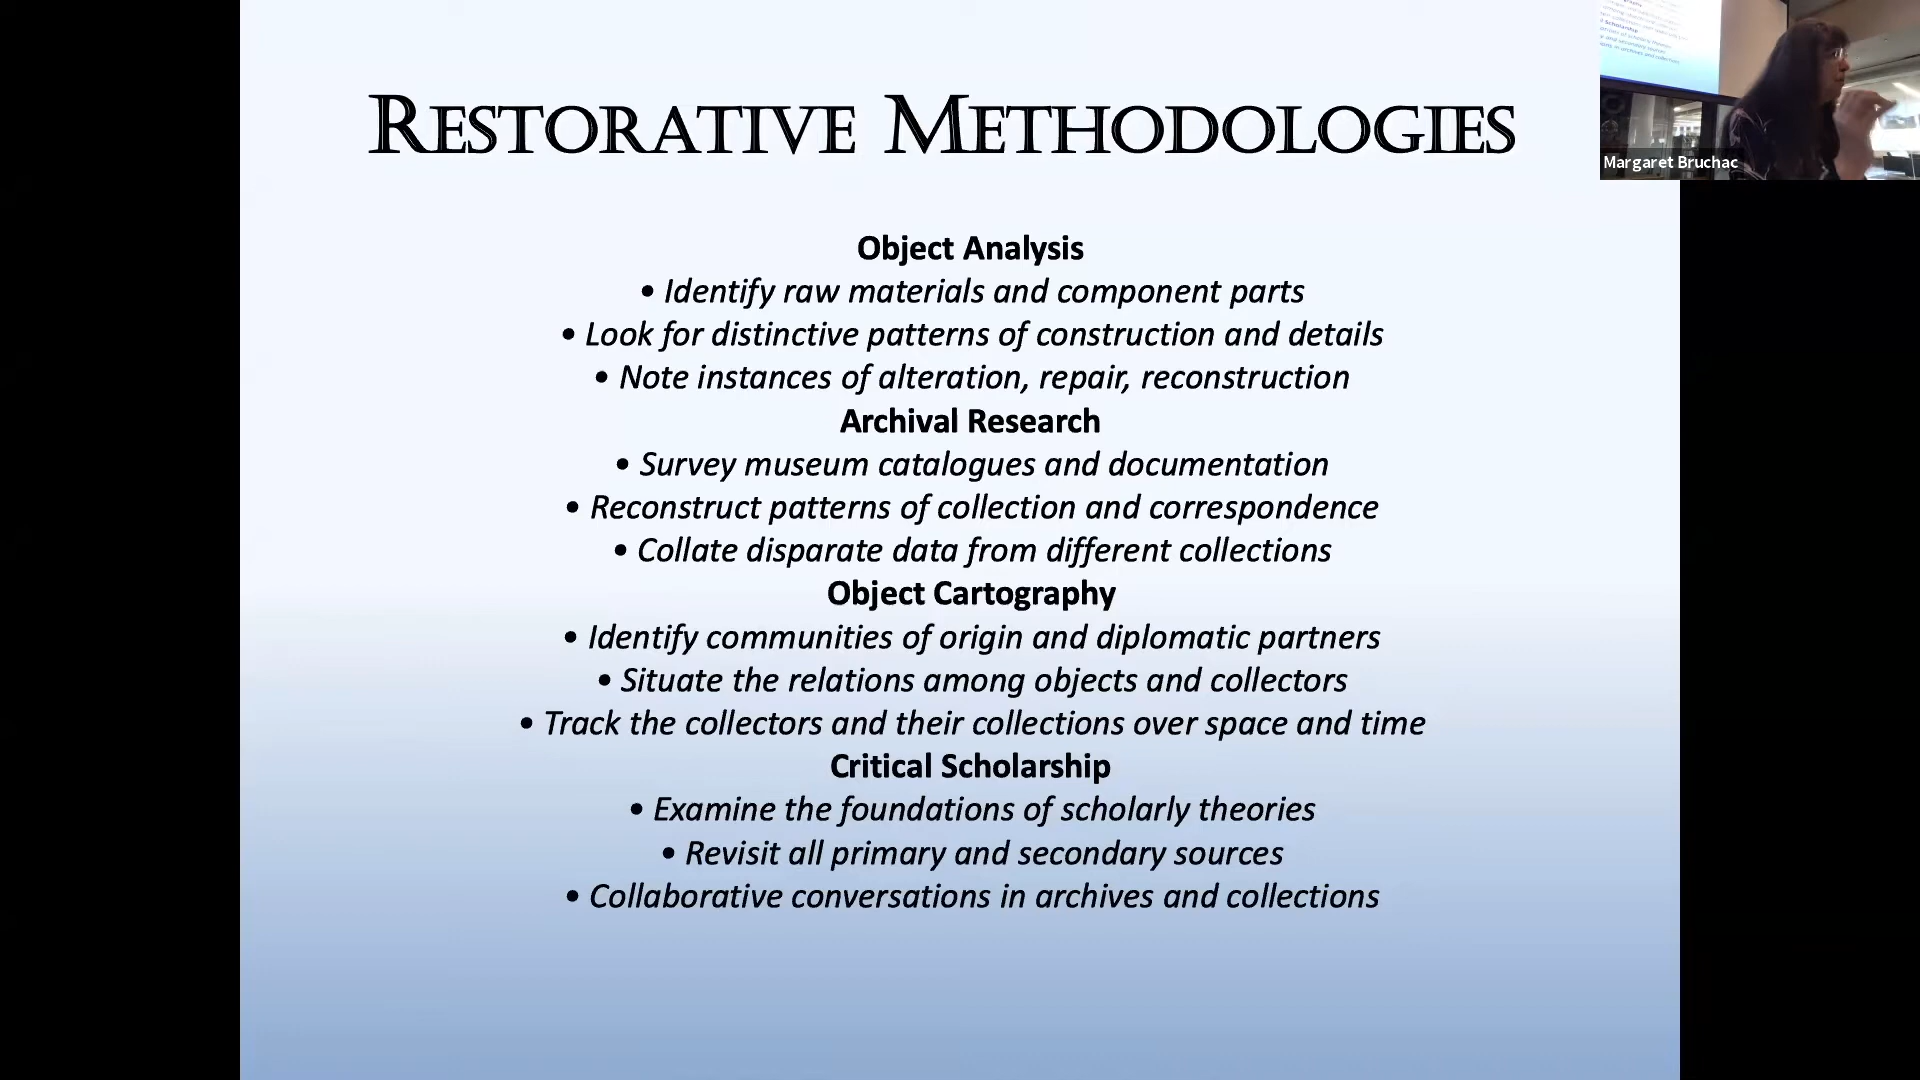 RESTORATIVE METHODOLOGIES
Object Analysis
• Identify raw materials and component parts
• Look for distinctive patterns of construction and details
• Note instances of alteration, repair, reconstruction
Archival Research
• Survey museum catalogues and documentation
• Reconstruct patterns of collection and correspondence
• Collate disparate data from different collections
Object Cartography
• Identify communities of origin and diplomatic partners
• Situate the relations among objects and collectors
• Track the collectors and their collections over space and time
Critical Scholarship
• Examine the foundations of scholarly theories
• Revisit all primary and secondary sources
• Collaborative conversations in archives and collections
Margaret Bruchac